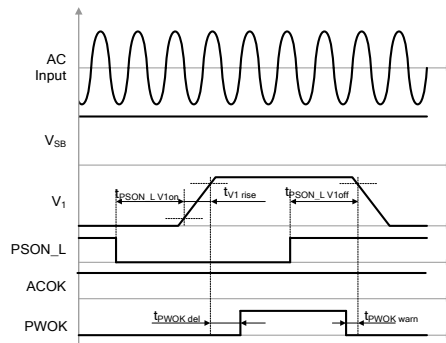 AC
Input
VSB
V1
tPSON_L V1on
tV1 rise
tPSON_L V1off
PSON_L
ACOK
PWOK
tPWOK del
tPWOK warn